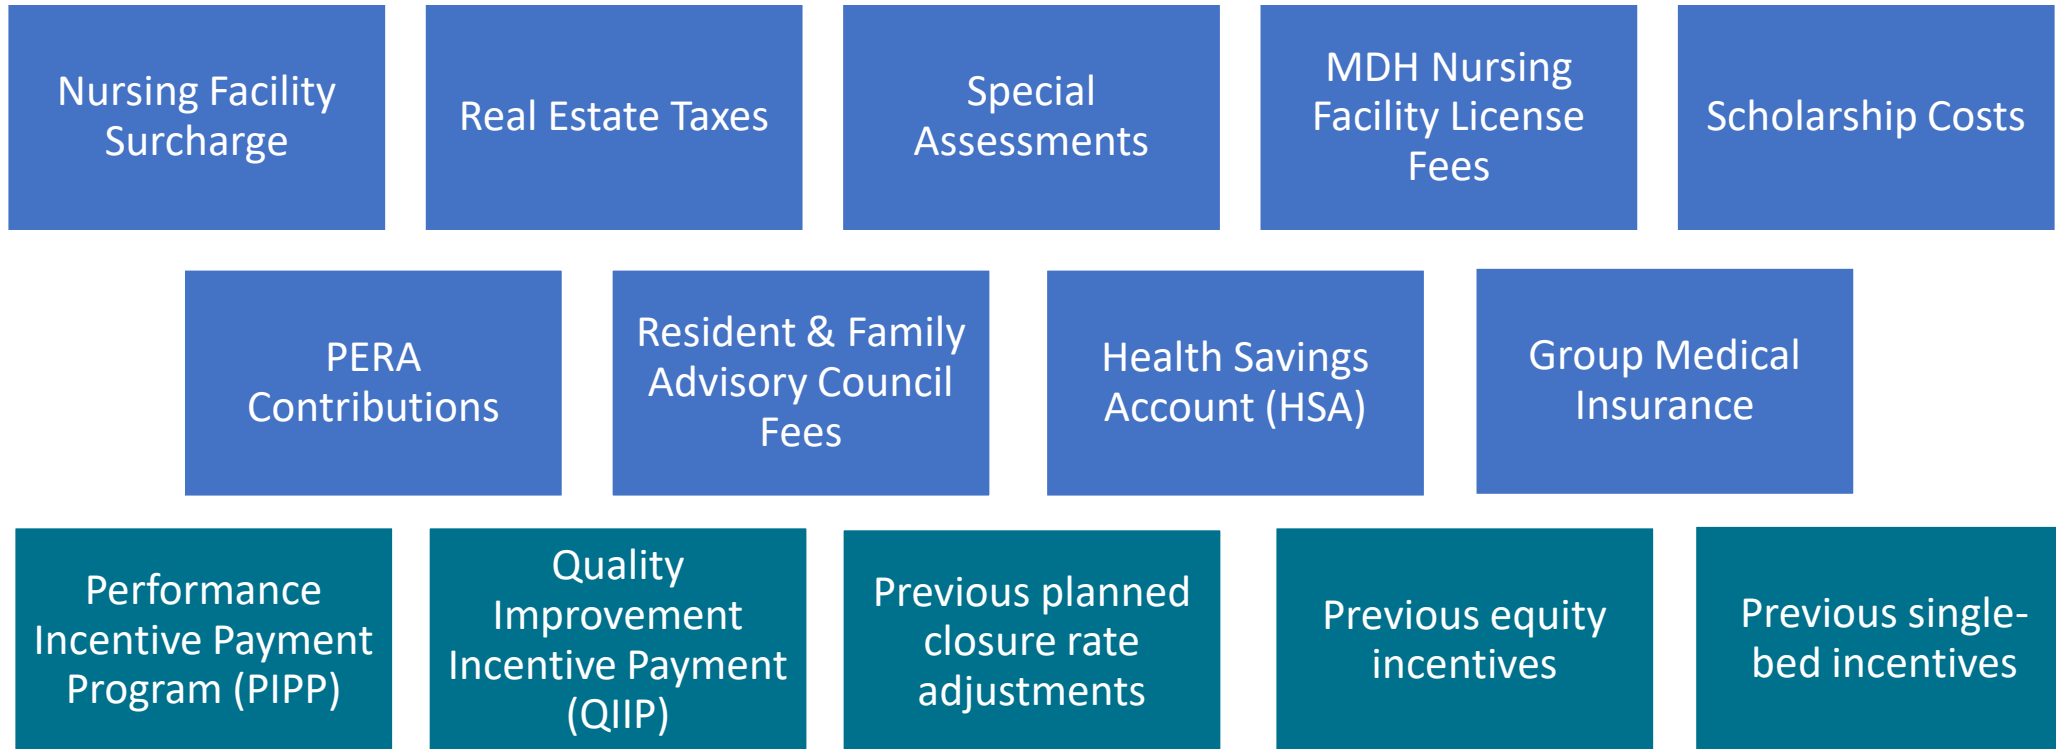 Nursing Facility
Surcharge
Real Estate Taxes
Special
Assessments
MDH Nursing
Facility License
Fees
Scholarship Costs
PERA
Contributions
Resident & Family
Advisory Council
Fees
Health Savings
Account (HSA)
Group Medical
Insurance
Performance
Incentive Payment
Program (PIPP)
Quality
Improvement
Incentive Payment
(QIIP)
Previous planned
closure rate
adjustments
Previous equity
incentives
Previous single-
bed incentives